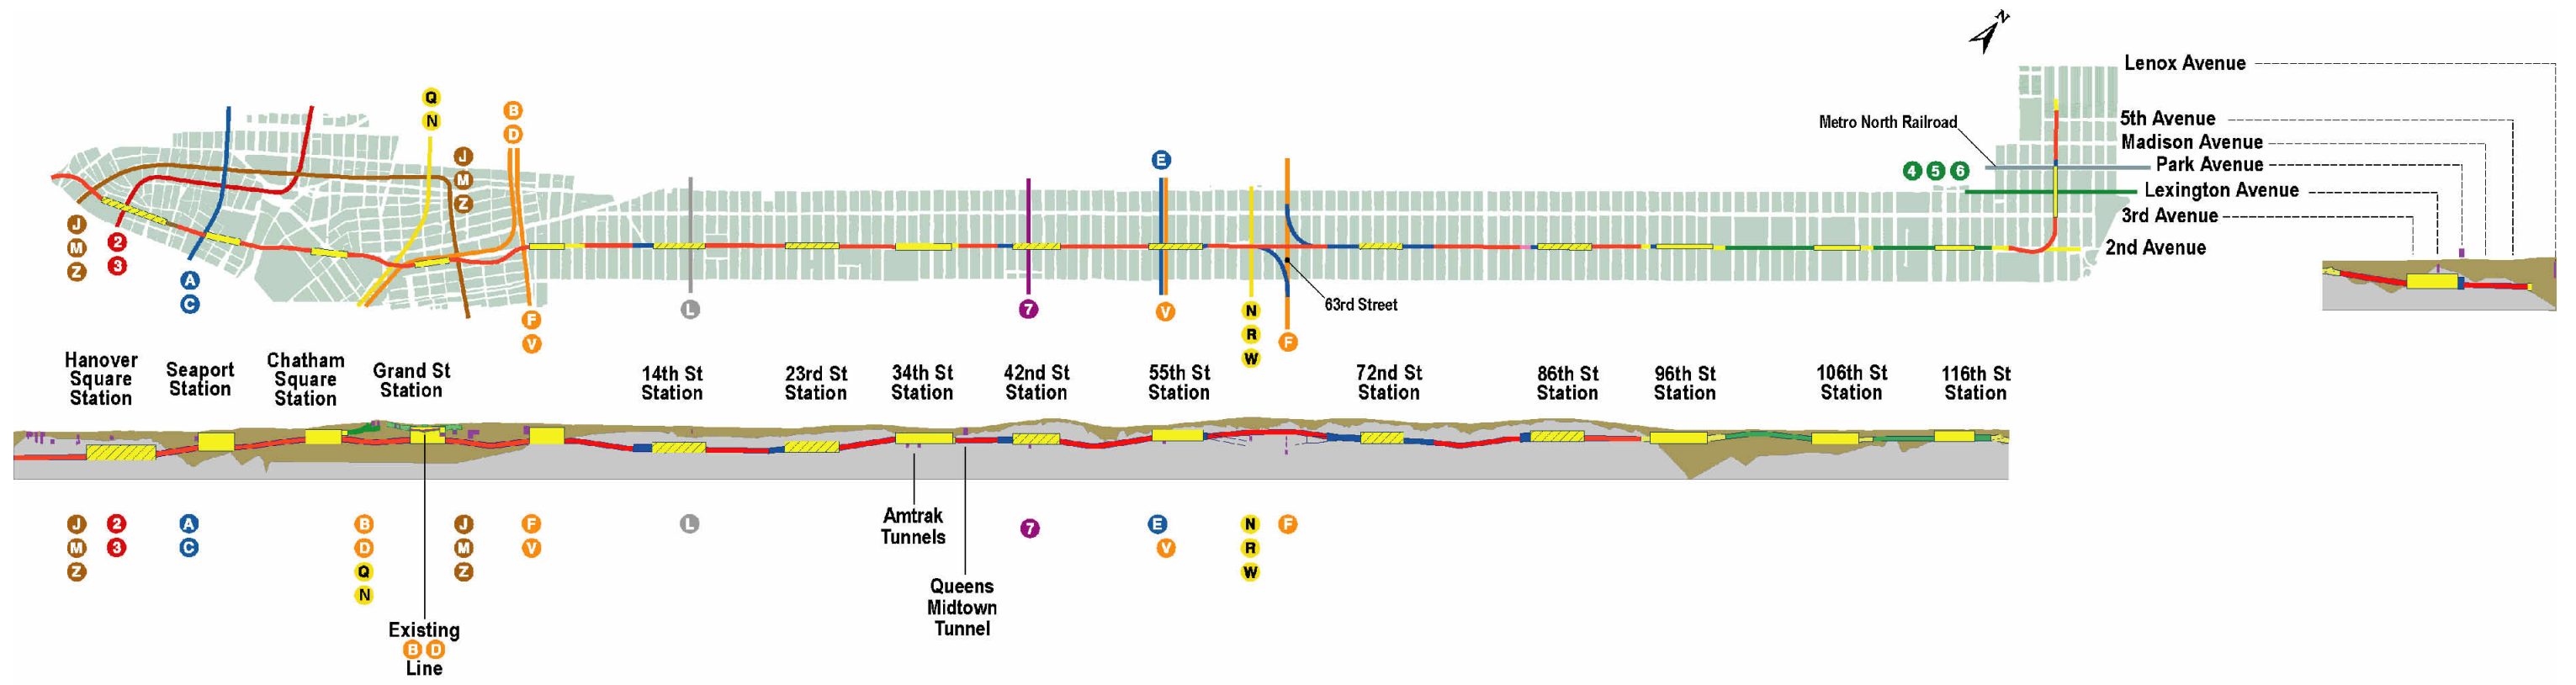 N
Lenox Avenue
5th Avenue
Metro North Railroad
Madison Avenue
Park Avenue
4 5 6
Lexington Avenue
3rd Avenue
2nd Avenue
Q
N
B
D
J
M
Z
E
J
M
Z
2
3
A
C
F
V
L
7
V
N
R
W
63rd Street
F
Hanover
Square
Station
Seaport
Station
Chatham
Square
Station
Grand St
Station
14th St
Station
23rd St
Station
34th St
Station
42nd St
Station
55th St
Station
72nd St
Station
86th St
Station
96th St
Station
106th St
Station
116th St
Station
J
M
Z
2
3
A
C
B
D
Q
N
J
M
Z
F
V
L
Amtrak
Tunnels
7
E
V
N
R
W
F
Queens
Midtown
Tunnel
Existing
B D
Line